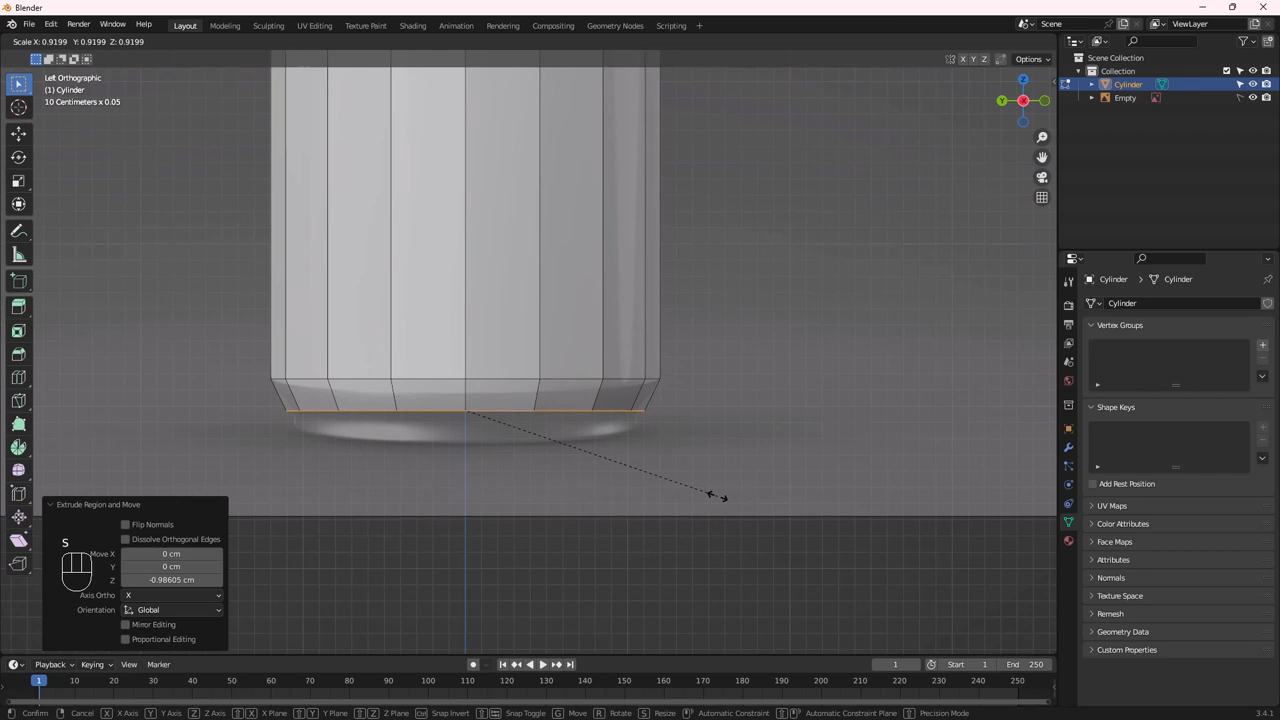 Blender
File Edit Render Window Help
Layout Modeling Sculpting UV Editing Texture Paint Shading Animation Rendering Compositing Geometry Nodes Scripting +
Scene
ViewLayer
Scale X: 0.9199 Y: 0.9199 Z: 0.9199
X Y Z
Options
Left Orthographic
(1) Cylinder
10 Centimeters x 0.05
Z
Y
X
Scene Collection
Collection
Cylinder
Empty
Cylinder > Cylinder
Cylinder
Vertex Groups
Shape Keys
Add Rest Position
UV Maps
Color Attributes
Face Maps
Attributes
Normals
Texture Space
Remesh
Geometry Data
Custom Properties
Extrude Region and Move
Flip Normals
Dissolve Orthogonal Edges
Move X 0 cm
Y 0 cm
Z -0.98605 cm
Axis Ortho X
Orientation Global
Mirror Editing
Proportional Editing
S
Playback Keying View Marker
1
Start 1
End 250
1 10 20 30 40 50 60 70 80 90 100 110 120 130 140 150 160 170 180 190 200 210 220 230 240 250
Confirm Cancel X X Axis Y Y Axis Z Z Axis X X Plane Y Y Plane Z Z Plane Ctrl Snap Invert Snap Toggle G Move R Rotate S Resize Automatic Constraint Automatic Constraint Plane Precision Mode
3.4.1